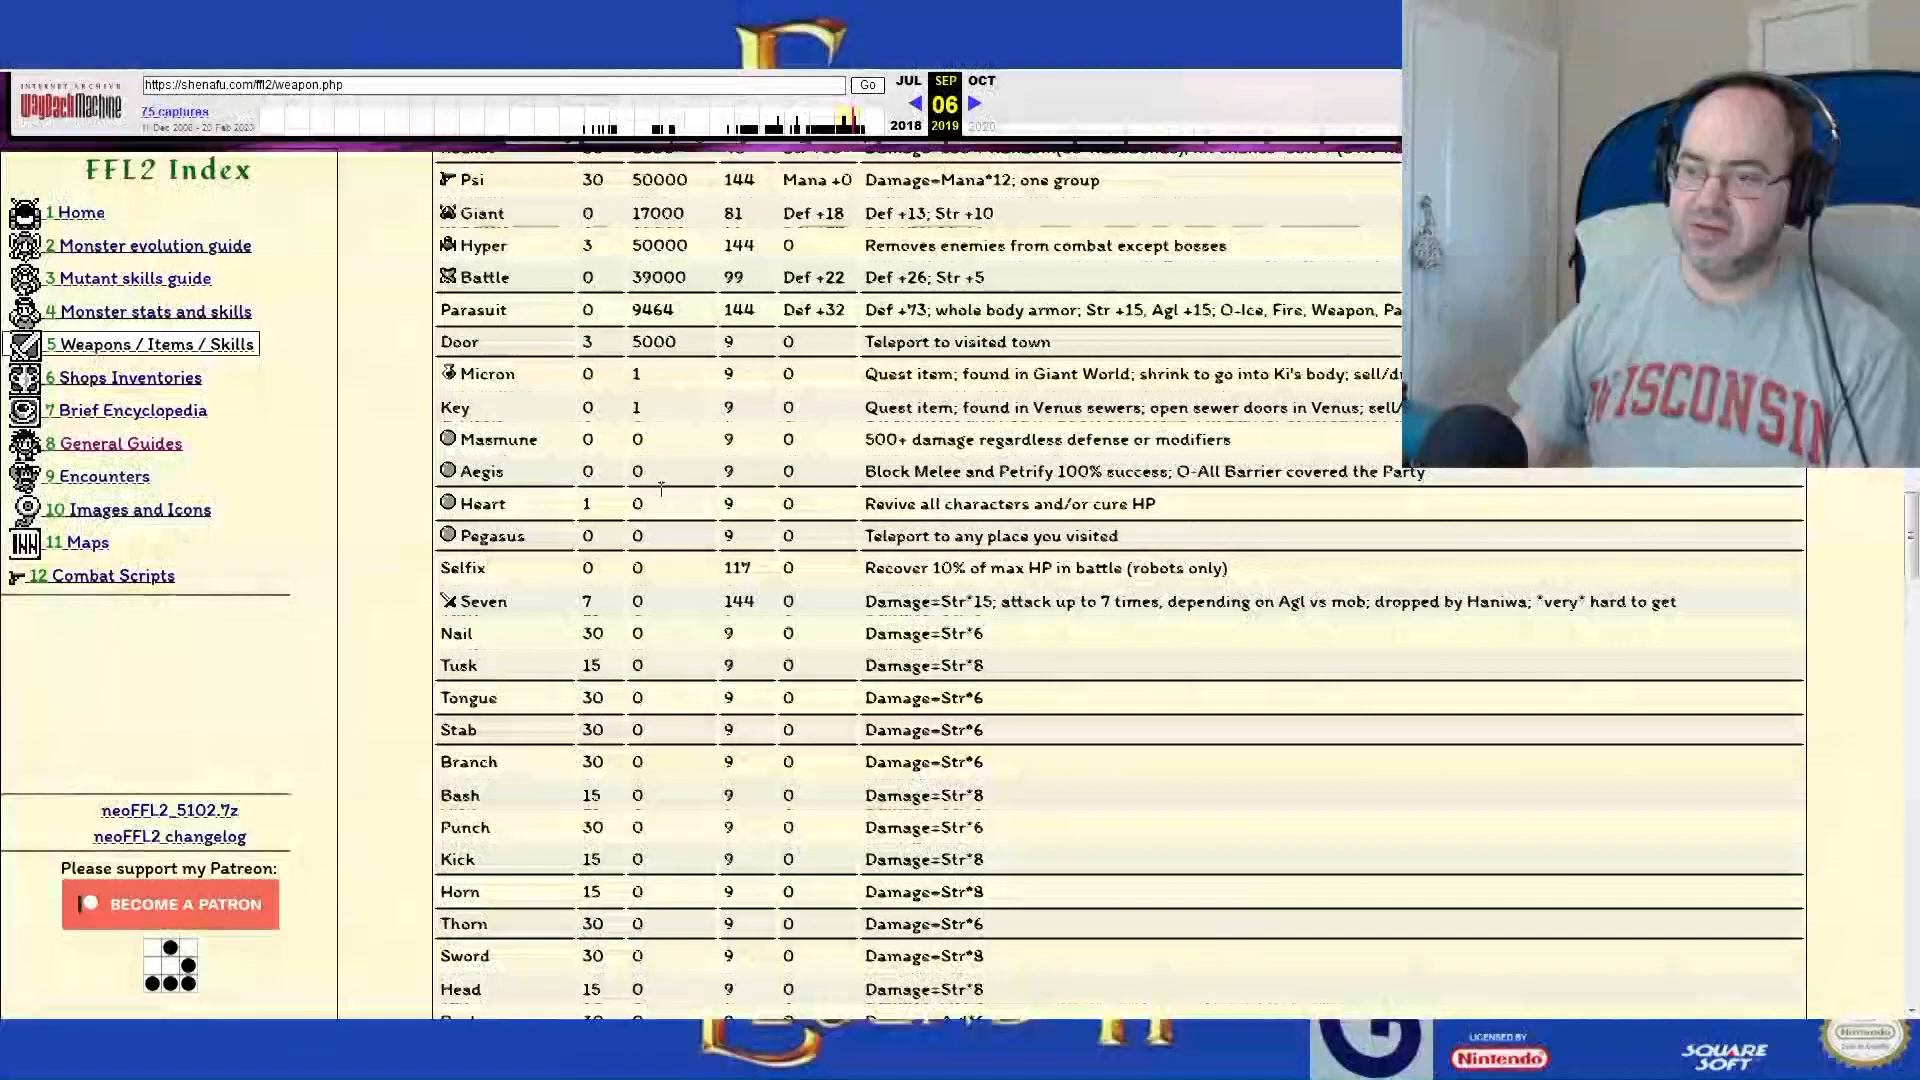 INTERNET ARCHIVE
WayBackMachine
https://shenafu.com/ffl2/weapon.php
Go
JUL
SEP
OCT
75 captures
11 Dec 2006 - 20 Feb 2020
06
2018
2019
2020
FFL2 Index
1 Home
2 Monster evolution guide
3 Mutant skills guide
4 Monster stats and skills
5 Weapons / Items / Skills
6 Shops Inventories
7 Brief Encyclopedia
8 General Guides
9 Encounters
10 Images and Icons
11 Maps
12 Combat Scripts
neoFFL2_5102.7z
neoFFL2 changelog
Please support my Patreon:
BECOME A PATRON
Psi 30 50000 144 Mana +0 Damage=Mana*12; one group
Giant 0 17000 81 Def +18 Def +13; Str +10
Hyper 3 50000 144 0 Removes enemies from combat except bosses
Battle 0 39000 99 Def +22 Def +26; Str +5
Parasuit 0 9464 144 Def +32 Def +73; whole body armor; Str +15, Agl +15; O-Ice, Fire, Weapon, Pa
Door 3 5000 9 0 Teleport to visited town
Micron 0 1 9 0 Quest item; found in Giant World; shrink to go into Ki's body; sell/d
Key 0 1 9 0 Quest item; found in Venus sewers; open sewer doors in Venus; sell/
Masmune 0 0 9 0 500+ damage regardless defense or modifiers
Aegis 0 0 9 0 Block Melee and Petrify 100% success; O-All Barrier covered the Party
Heart 1 0 9 0 Revive all characters and/or cure HP
Pegasus 0 0 9 0 Teleport to any place you visited
Selfix 0 0 117 0 Recover 10% of max HP in battle (robots only)
Seven 7 0 144 0 Damage=Str*15; attack up to 7 times, depending on Agl vs mob; dropped by Haniwa; *very* hard to get
Nail 30 0 9 0 Damage=Str*6
Tusk 15 0 9 0 Damage=Str*8
Tongue 30 0 9 0 Damage=Str*6
Stab 30 0 9 0 Damage=Str*6
Branch 30 0 9 0 Damage=Str*6
Bash 15 0 9 0 Damage=Str*8
Punch 30 0 9 0 Damage=Str*6
Kick 15 0 9 0 Damage=Str*8
Horn 15 0 9 0 Damage=Str*8
Thorn 30 0 9 0 Damage=Str*6
Sword 30 0 9 0 Damage=Str*8
Head 15 0 9 0 Damage=Str*8
WISCONSIN
LICENSED BY
Nintendo
SQUARE
SOFT
Nintendo